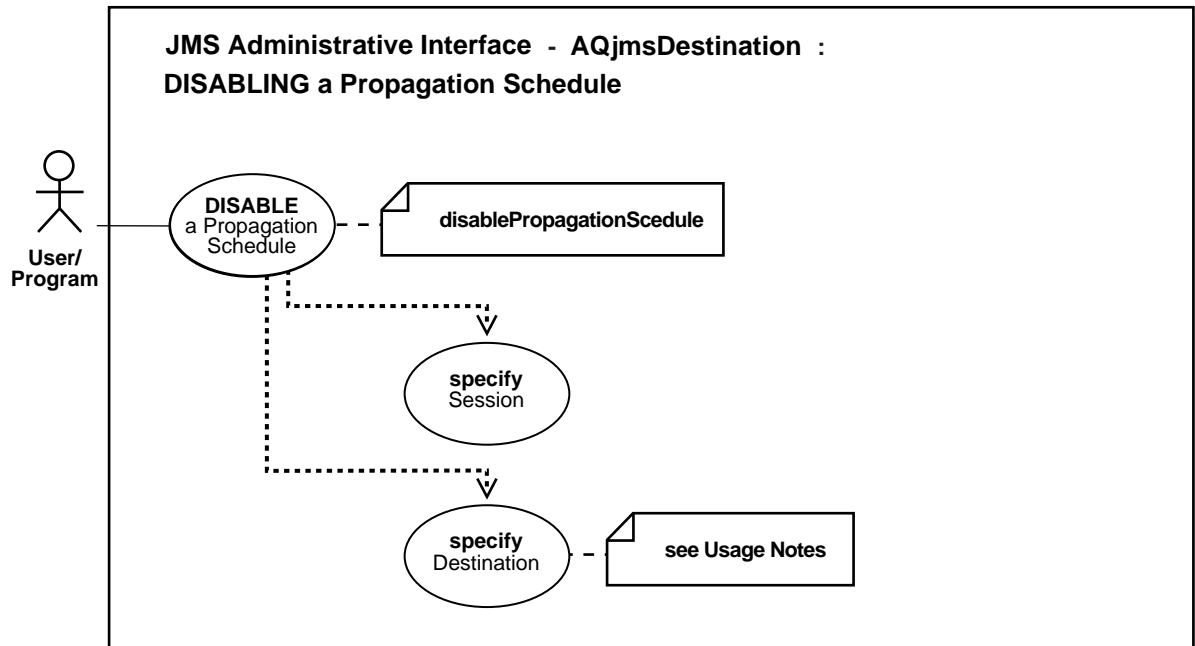 JMS Administrative Interface - AQjmsDestination :
DISABLING a Propagation Schedule
User/
Program
DISABLE
a Propagation
Schedule
disablePropagationScedule
specify
Session
specify
Destination
see Usage Notes